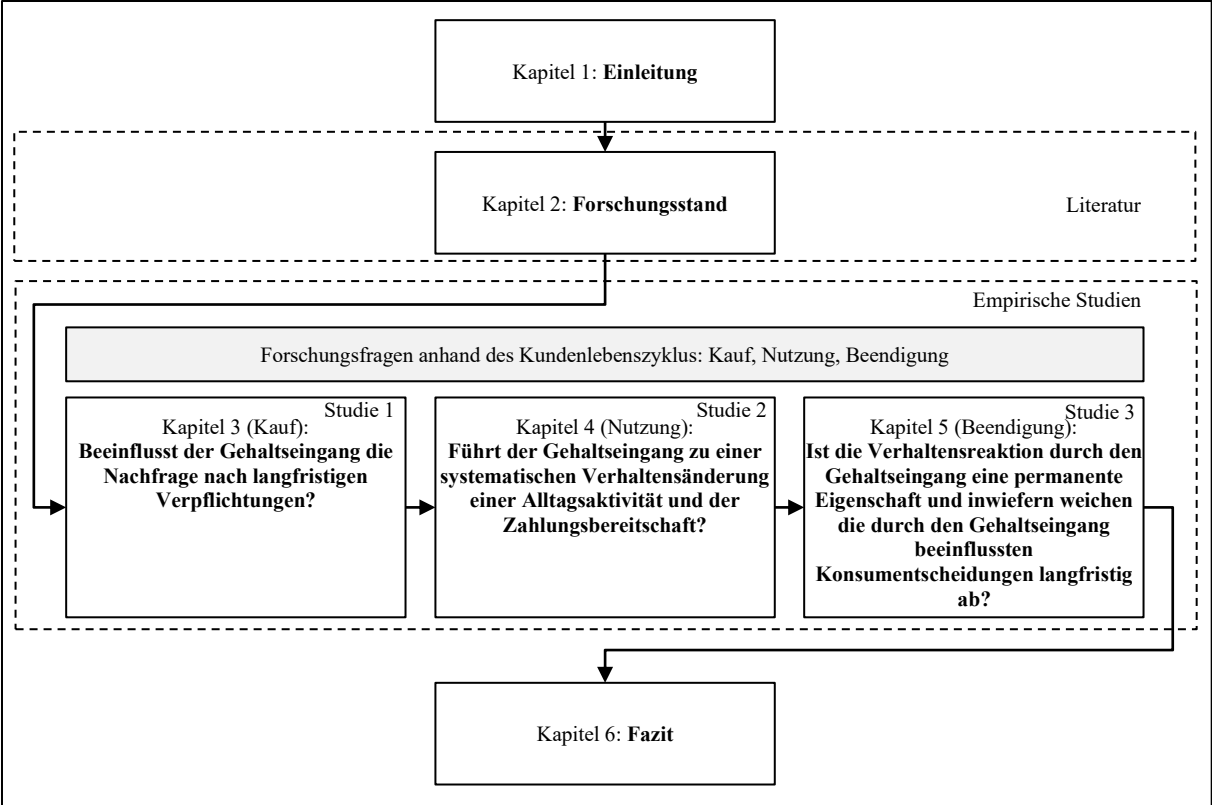 Kapitel 1: Einleitung
Kapitel 2: Forschungsstand
Literatur
Empirische Studien
Forschungsfragen anhand des Kundenlebenszyklus: Kauf, Nutzung, Beendigung
Studie 1
Kapitel 3 (Kauf):
Beeinflusst der Gehaltseingang die
Nachfrage nach langfristigen
Verpflichtungen?
Studie 2
Kapitel 4 (Nutzung):
Führt der Gehaltseingang zu einer
systematischen Verhaltensänderung
einer Alltagsaktivität und der
Zahlungsbereitschaft?
Studie 3
Kapitel 5 (Beendigung):
Ist die Verhaltensreaktion durch den
Gehaltseingang eine permanente
Eigenschaft und inwiefern weichen
die durch den Gehaltseingang
beeinflussten
Konsumentscheidungen langfristig
ab?
Kapitel 6: Fazit